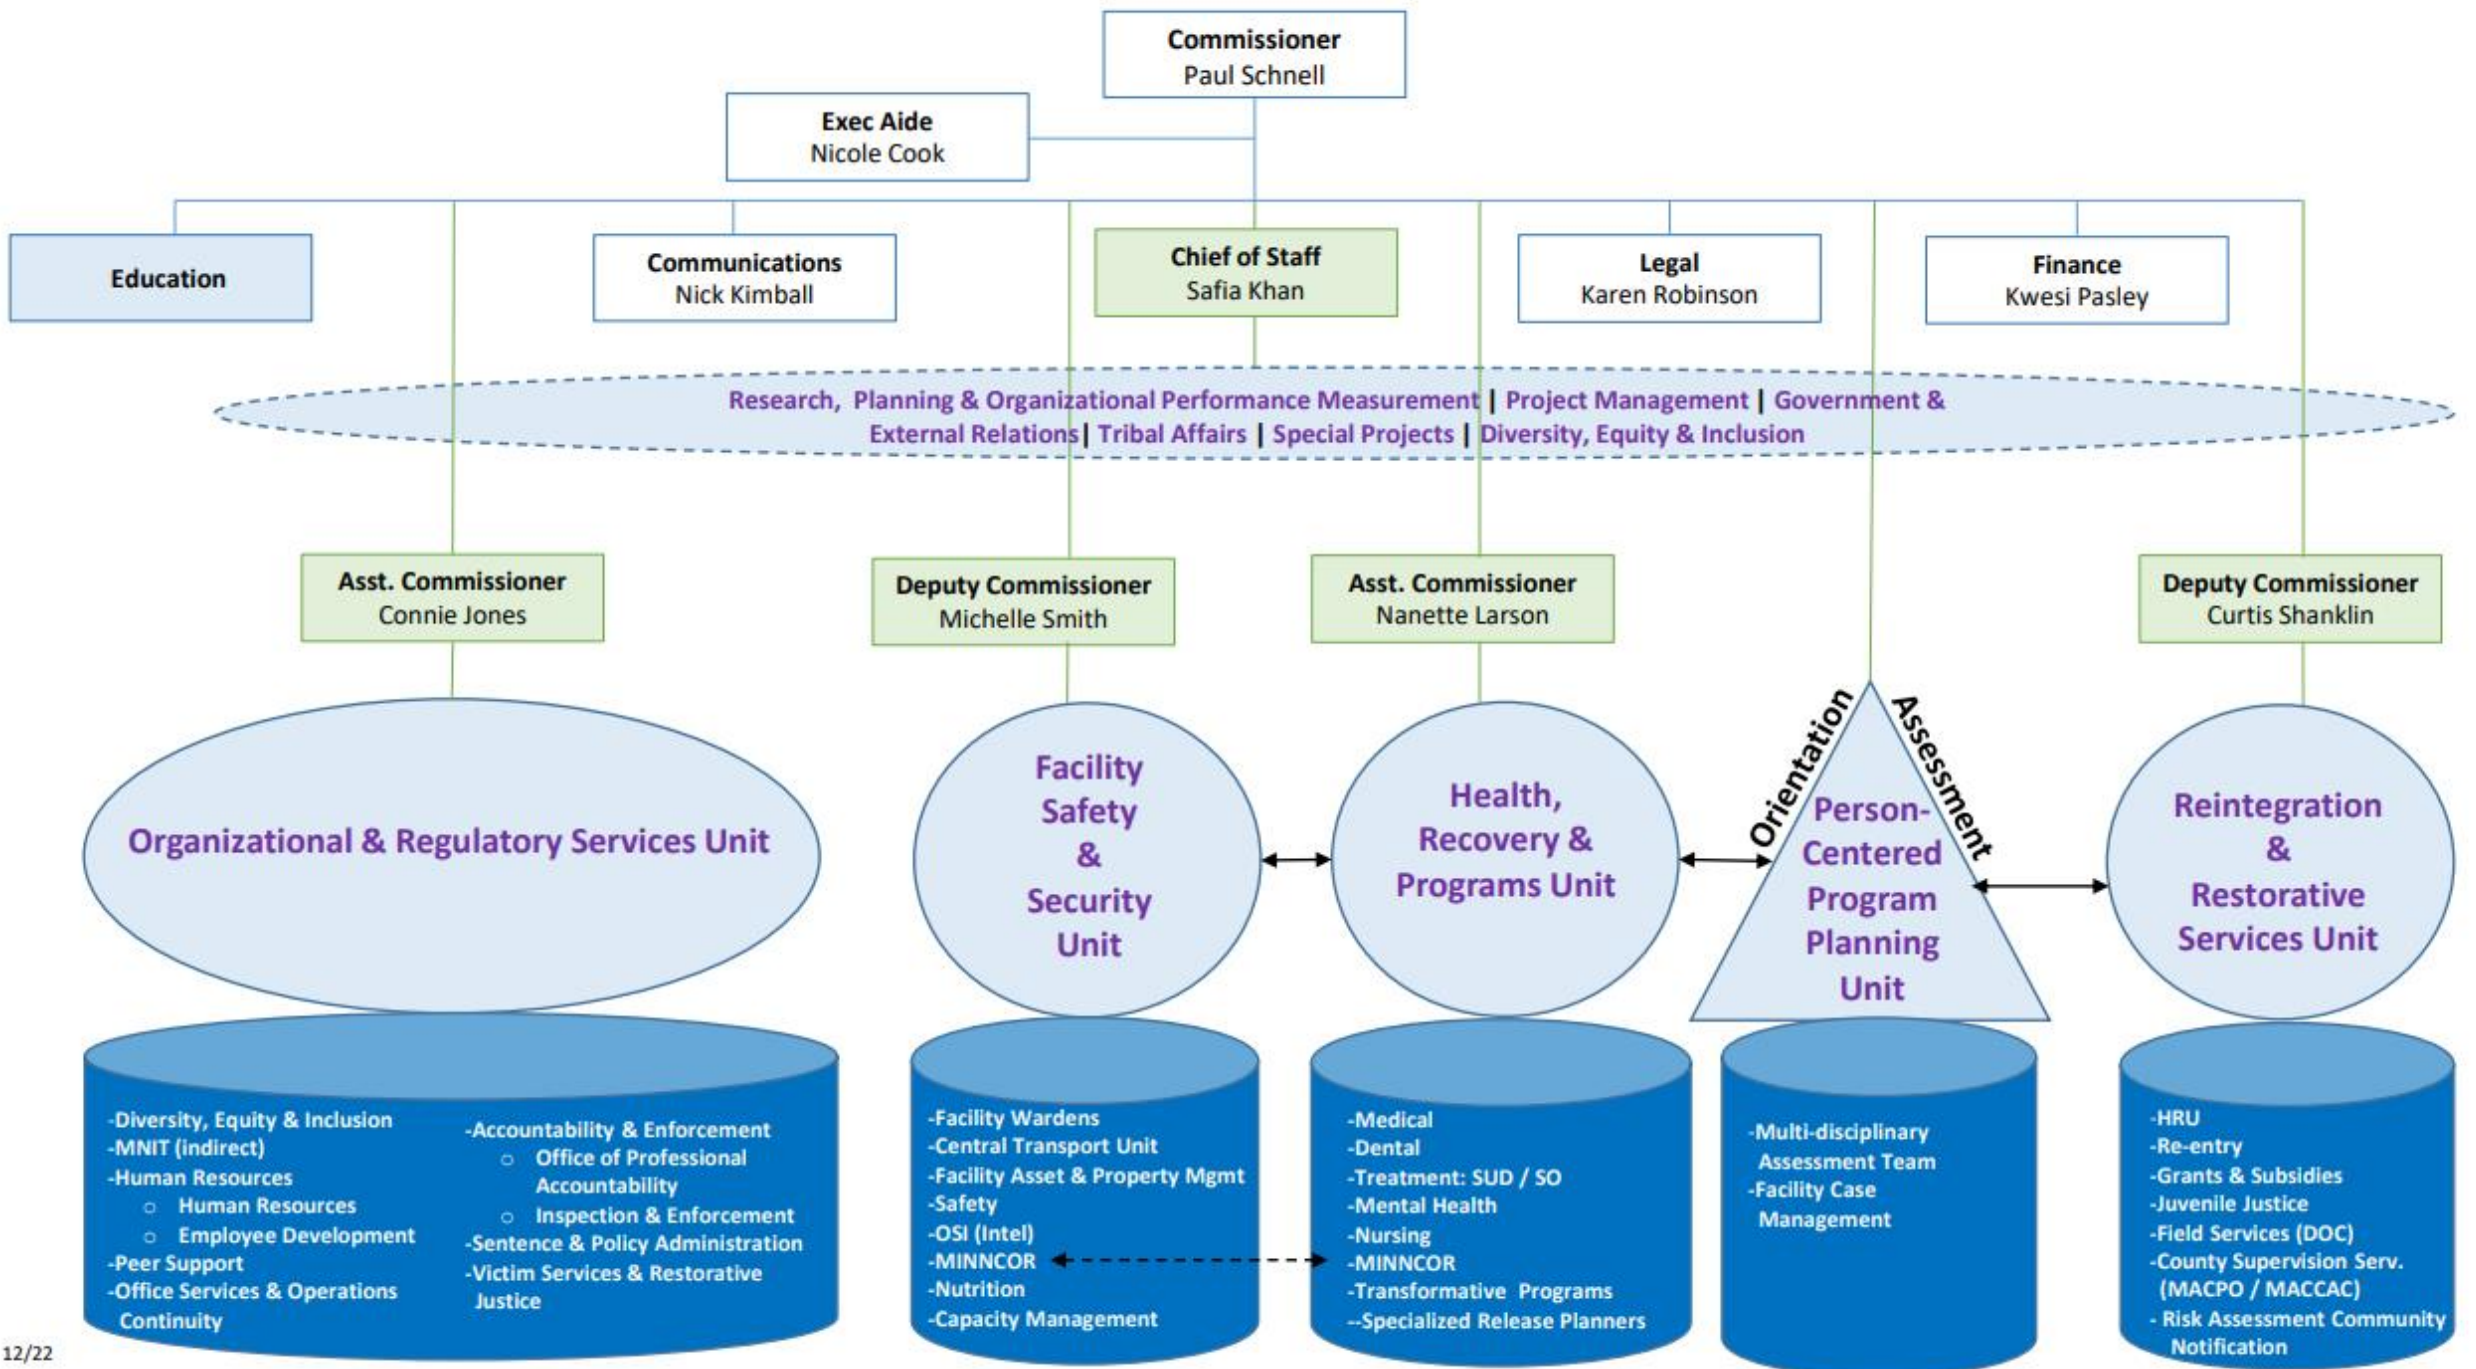 Commissioner
Paul Schnell
Exec Aide
Nicole Cook
Education
Communications
Nick Kimball
Chief of Staff
Safia Khan
Legal
Karen Robinson
Finance
Kwesi Pasley
Research, Planning & Organizational Performance Measurement | Project Management | Government &
External Relations| Tribal Affairs | Special Projects | Diversity, Equity & Inclusion
Asst. Commissioner
Connie Jones
Deputy Commissioner
Michelle Smith
Asst. Commissioner
Nanette Larson
Deputy Commissioner
Curtis Shanklin
Organizational & Regulatory Services Unit
Facility
Safety
&
Security
Unit
Health,
Recovery &
Programs Unit
Orientation
Assessment
Person-
Centered
Program
Planning
Unit
Reintegration
&
Restorative
Services Unit
-Diversity, Equity & Inclusion
-MNIT (indirect)
-Human Resources
o Human Resources
o Employee Development
-Peer Support
-Office Services & Operations
Continuity
-Accountability & Enforcement
o Office of Professional
Accountability
o Inspection & Enforcement
-Sentence & Policy Administration
-Victim Services & Restorative
Justice
-Facility Wardens
-Central Transport Unit
-Facility Asset & Property Mgmt
-Safety
-OSI (Intel)
-MINNCOR
-Nutrition
-Capacity Management
-Medical
-Dental
-Treatment: SUD / SO
-Mental Health
-Nursing
-MINNCOR
-Transformative Programs
--Specialized Release Planners
-Multi-disciplinary
Assessment Team
-Facility Case
Management
-HRU
-Re-entry
-Grants & Subsidies
-Juvenile Justice
-Field Services (DOC)
-County Supervision Serv.
(MACPO / MACCAC)
- Risk Assessment Community
Notification
12/22